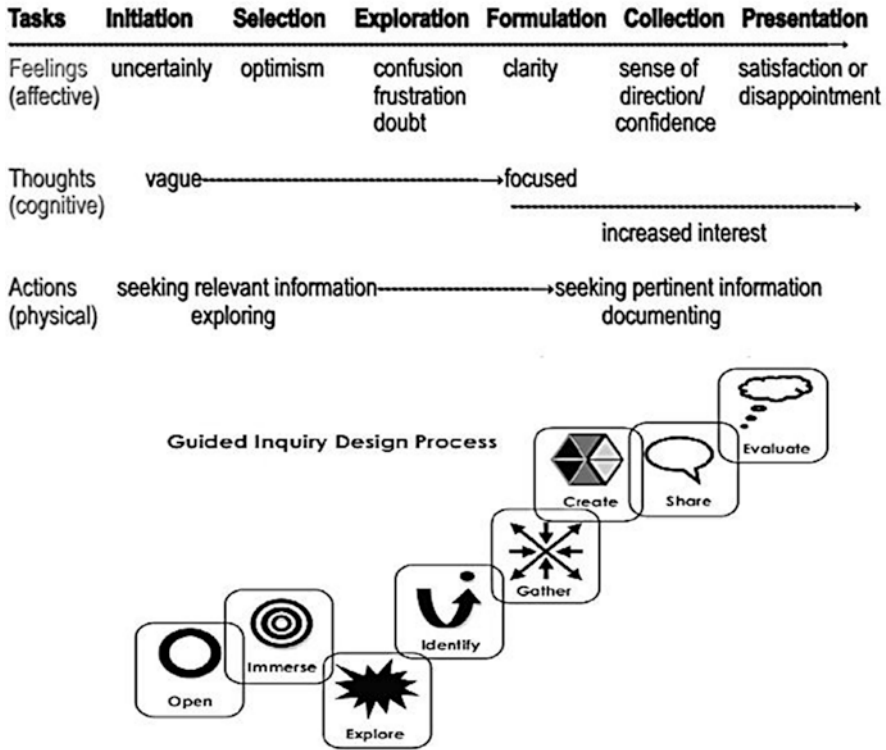 Tasks Initiation Selection Exploration Formulation Collection Presentation
Feelings uncertainly optimism confusion clarity sense of satisfaction or
(affective) frustration direction/ disappointment
doubt confidence
Thoughts vague focused
(cognitive)
increased interest
Actions seeking relevant information seeking pertinent information
(physical) exploring documenting
Guided Inquiry Design Process
Evaluate
Create Share
Gather
Identify
Immerse
Open
Explore